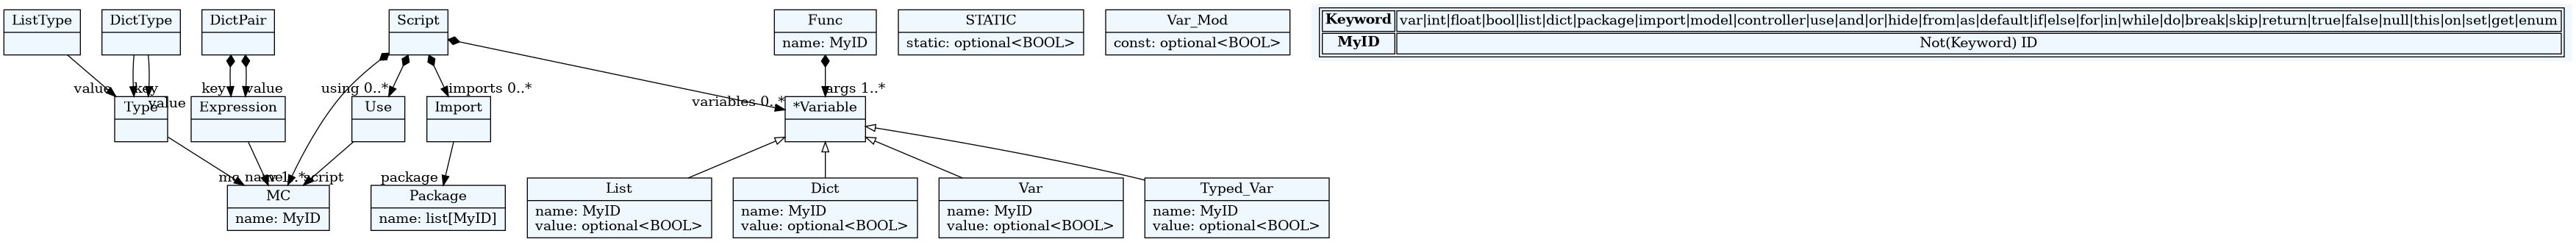 ListType
DictType
DictPair
Script
Func
name: MyID
STATIC
static: optional<BOOL>
Var_Mod
const: optional<BOOL>
Keyword var|int|float|bool|list|dict|package|import|model|controller|use|and|or|hide|from|as|default|if|else|for|in|while|do|break|skip|return|true|false|null|this|on|set|get|enum
MyID Not(Keyword) ID
value
key
value
key
value
using 0..*
imports 0..*
variables 0..*
args 1..*
Type
Expression
Use
Import
*Variable
mc
name
1..*
script
package
MC
name: MyID
Package
name: list[MyID]
List
name: MyID
value: optional<BOOL>
Dict
name: MyID
value: optional<BOOL>
Var
name: MyID
value: optional<BOOL>
Typed_Var
name: MyID
value: optional<BOOL>